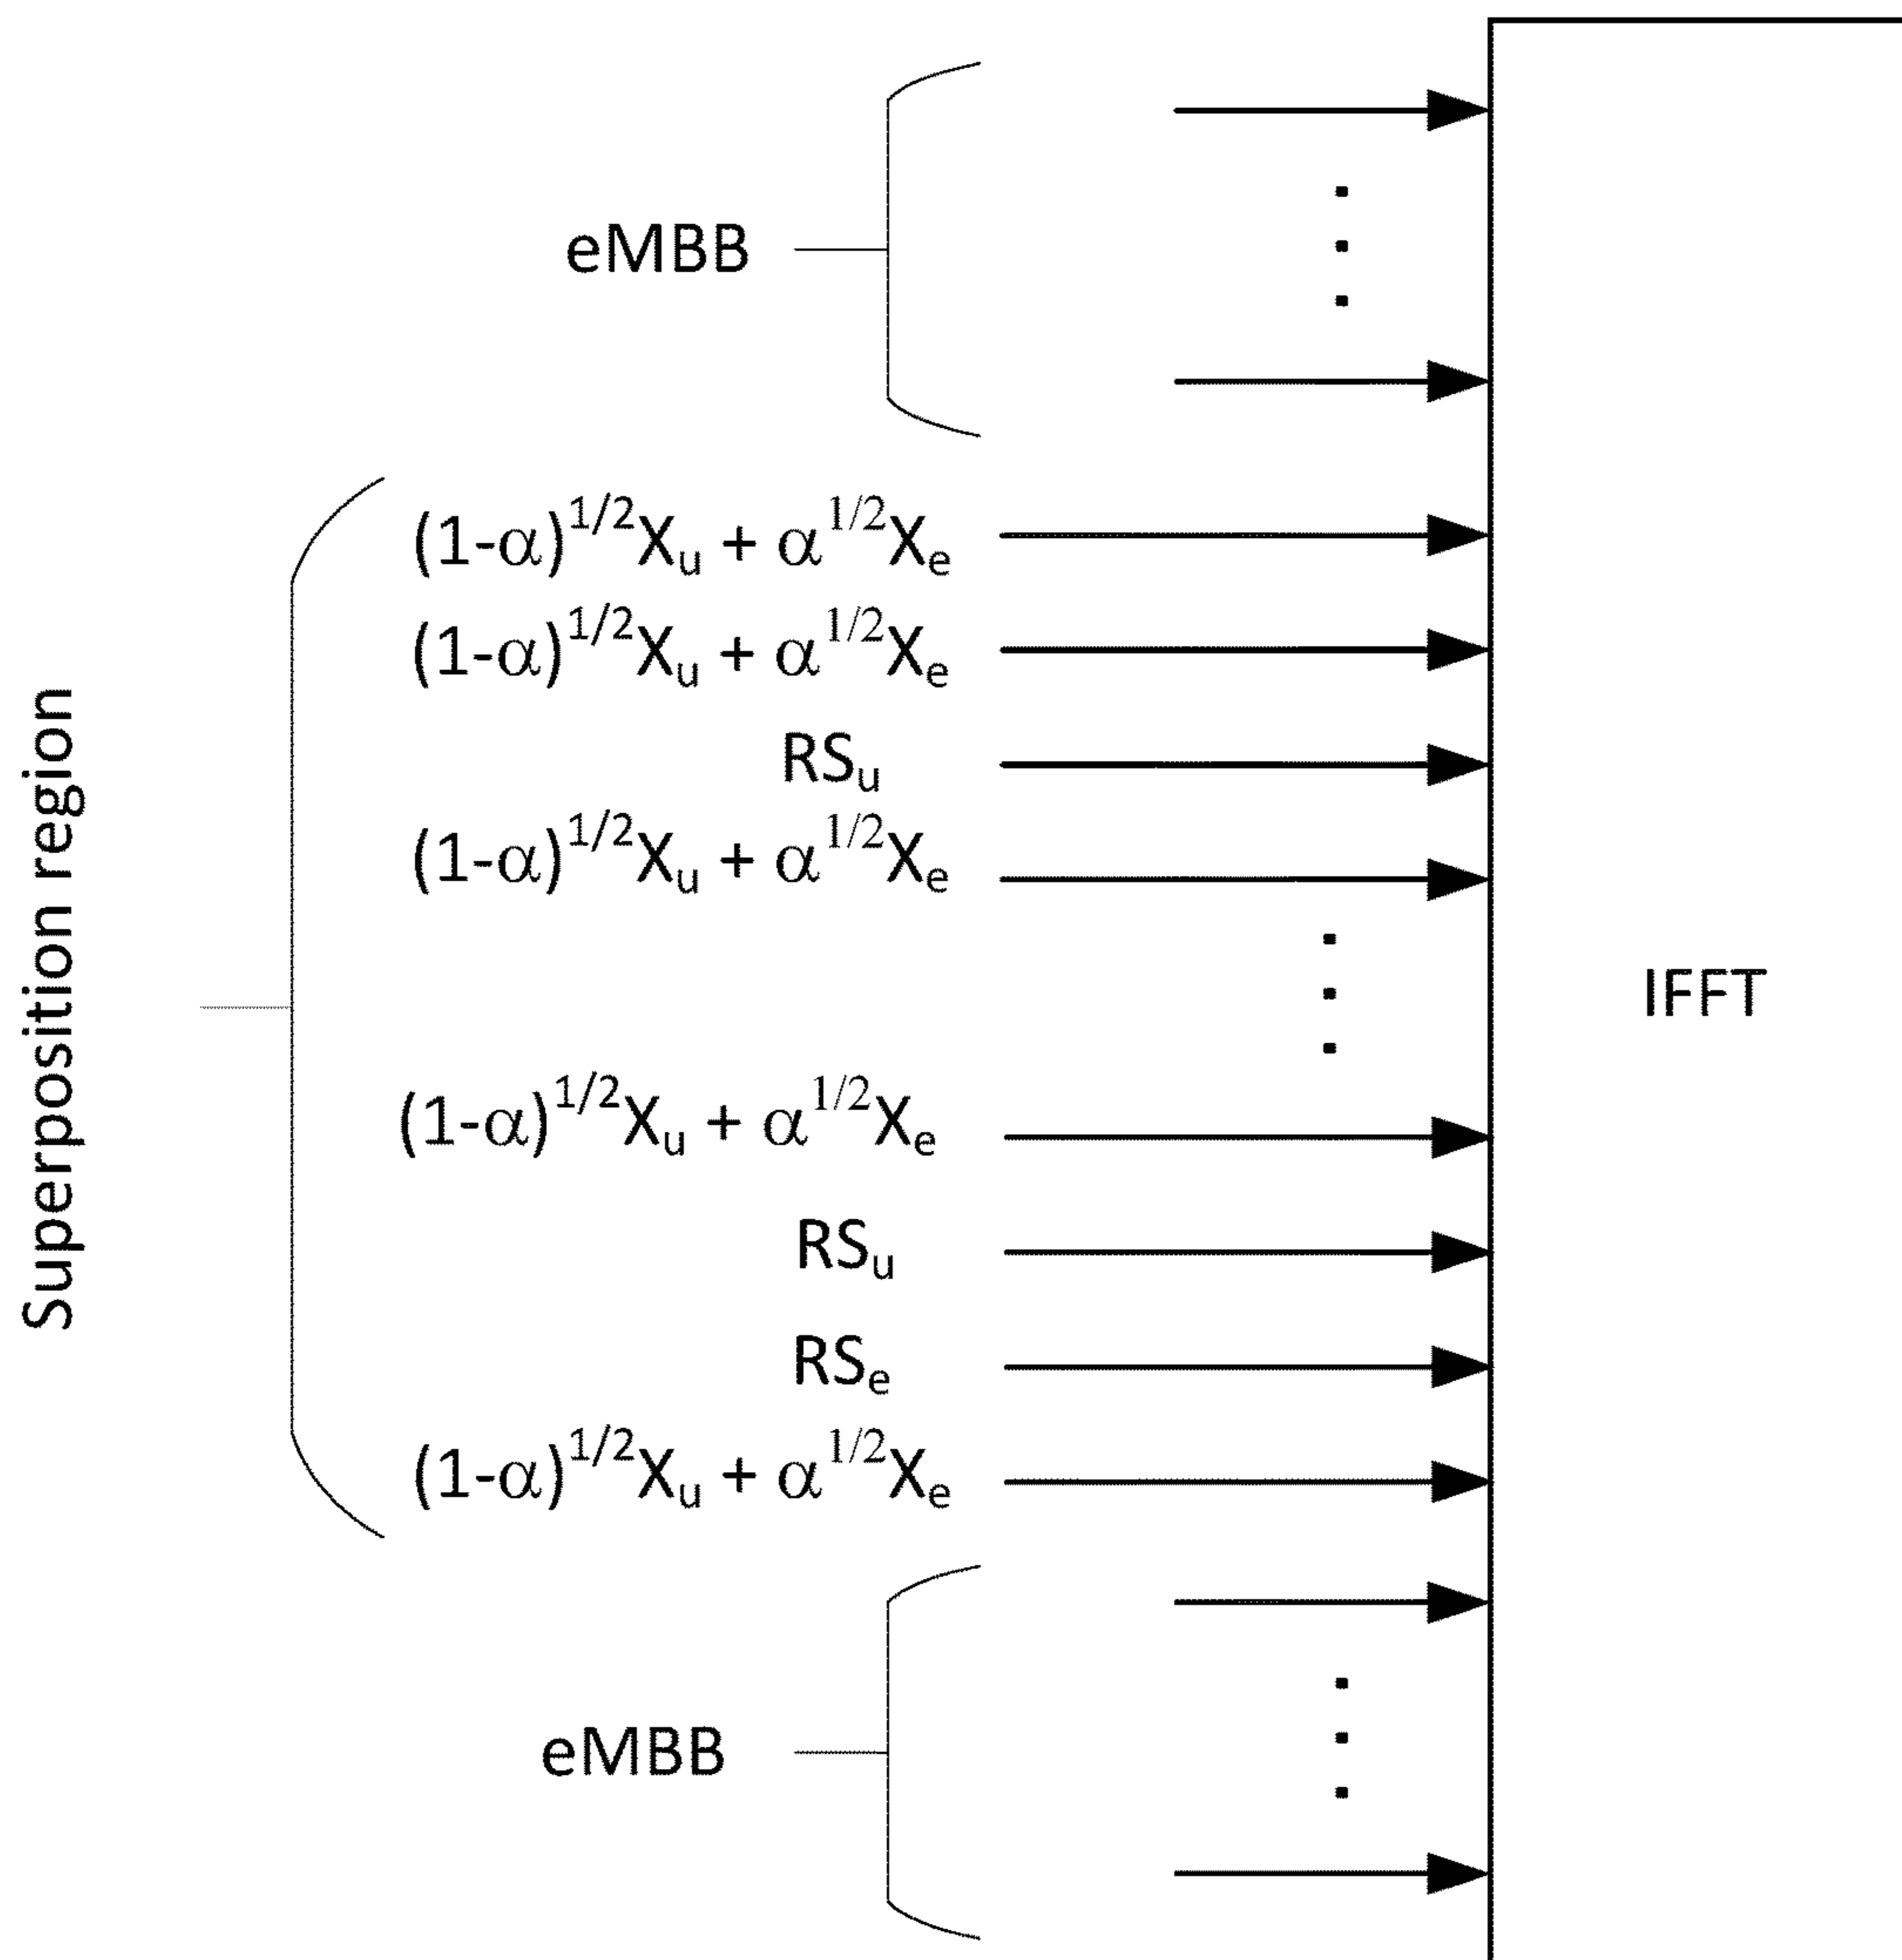 eMBB
(1-α)^1/2 X_u + α^1/2 X_e
(1-α)^1/2 X_u + α^1/2 X_e
RS_u
(1-α)^1/2 X_u + α^1/2 X_e
Superposition region
IFFT
(1-α)^1/2 X_u + α^1/2 X_e
RS_u
RS_e
(1-α)^1/2 X_u + α^1/2 X_e
eMBB